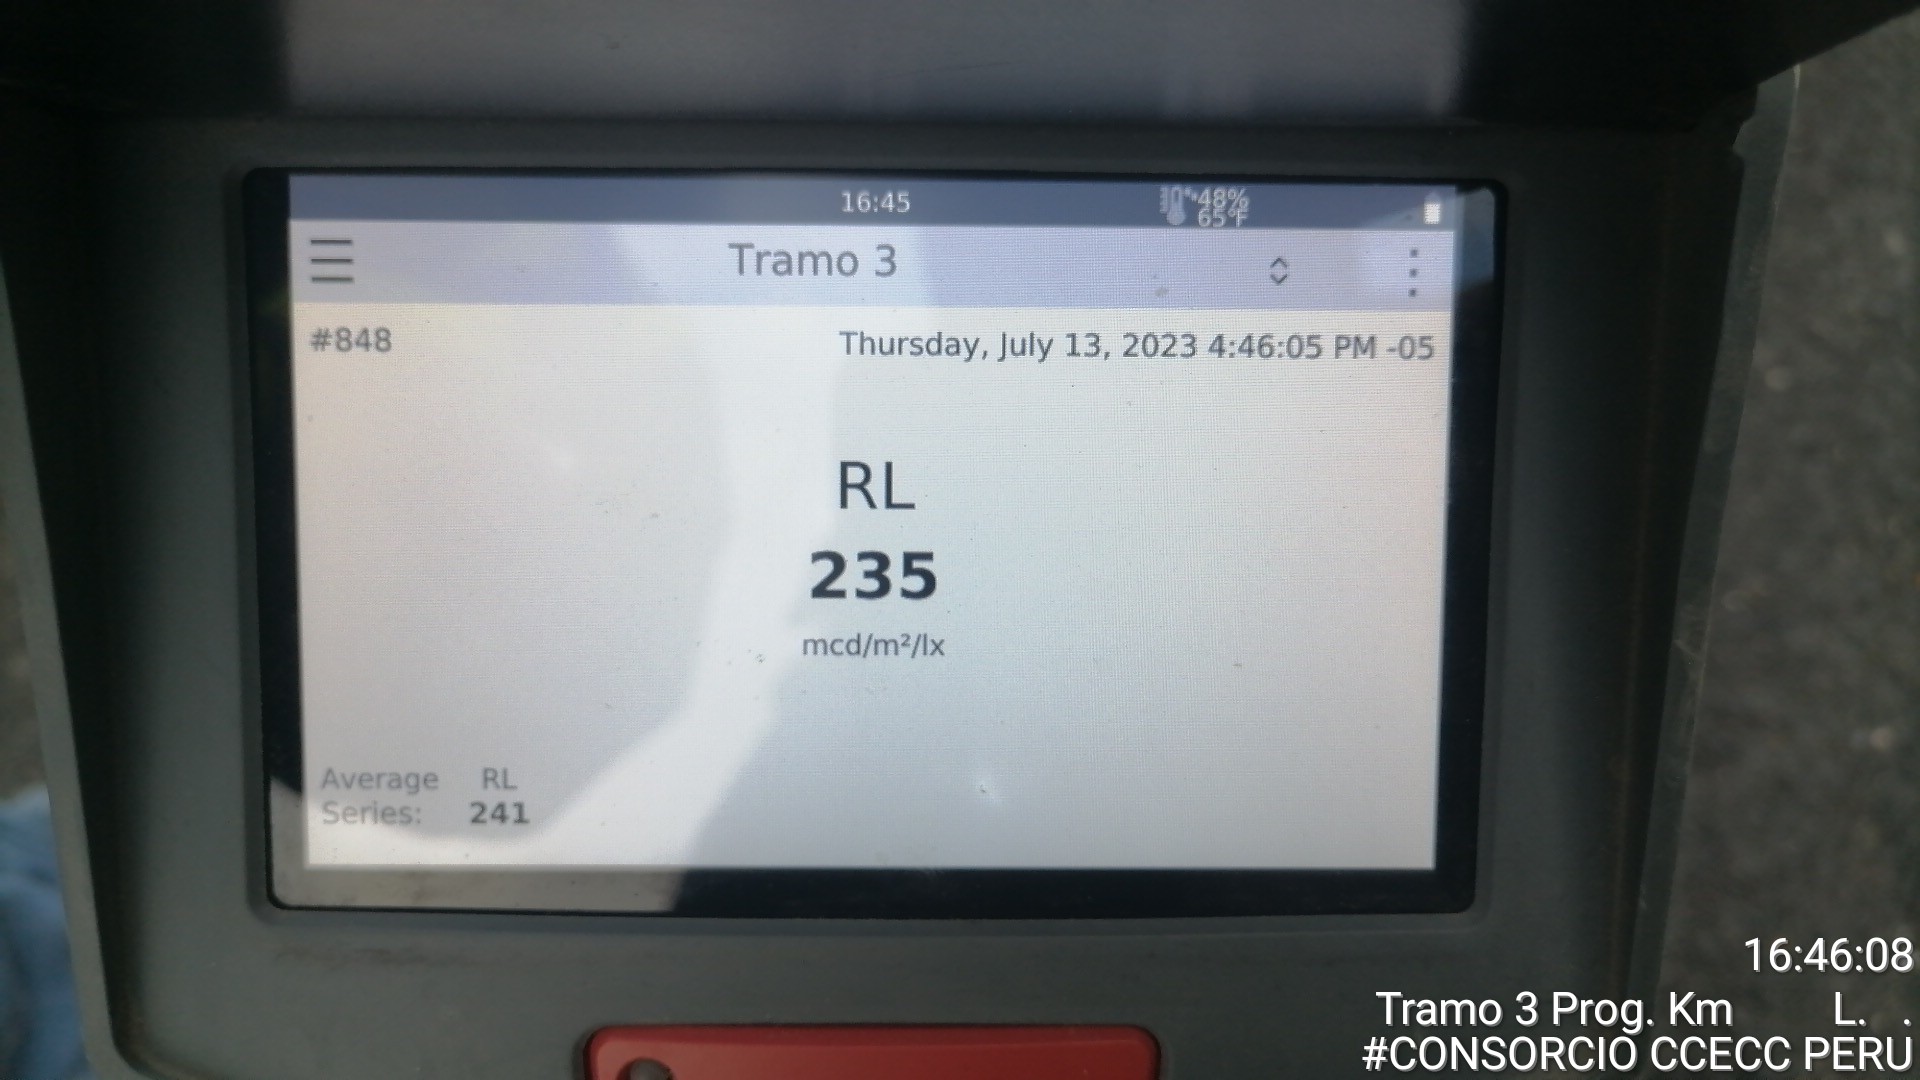 16:45
48%
65°F
Tramo 3
#848
Thursday, July 13, 2023 4:46:05 PM -05
RL
235
mcd/m²/lx
Average RL
Series: 241
16:46:08
Tramo 3 Prog. Km L. .
#CONSORCIO CCECC PERU